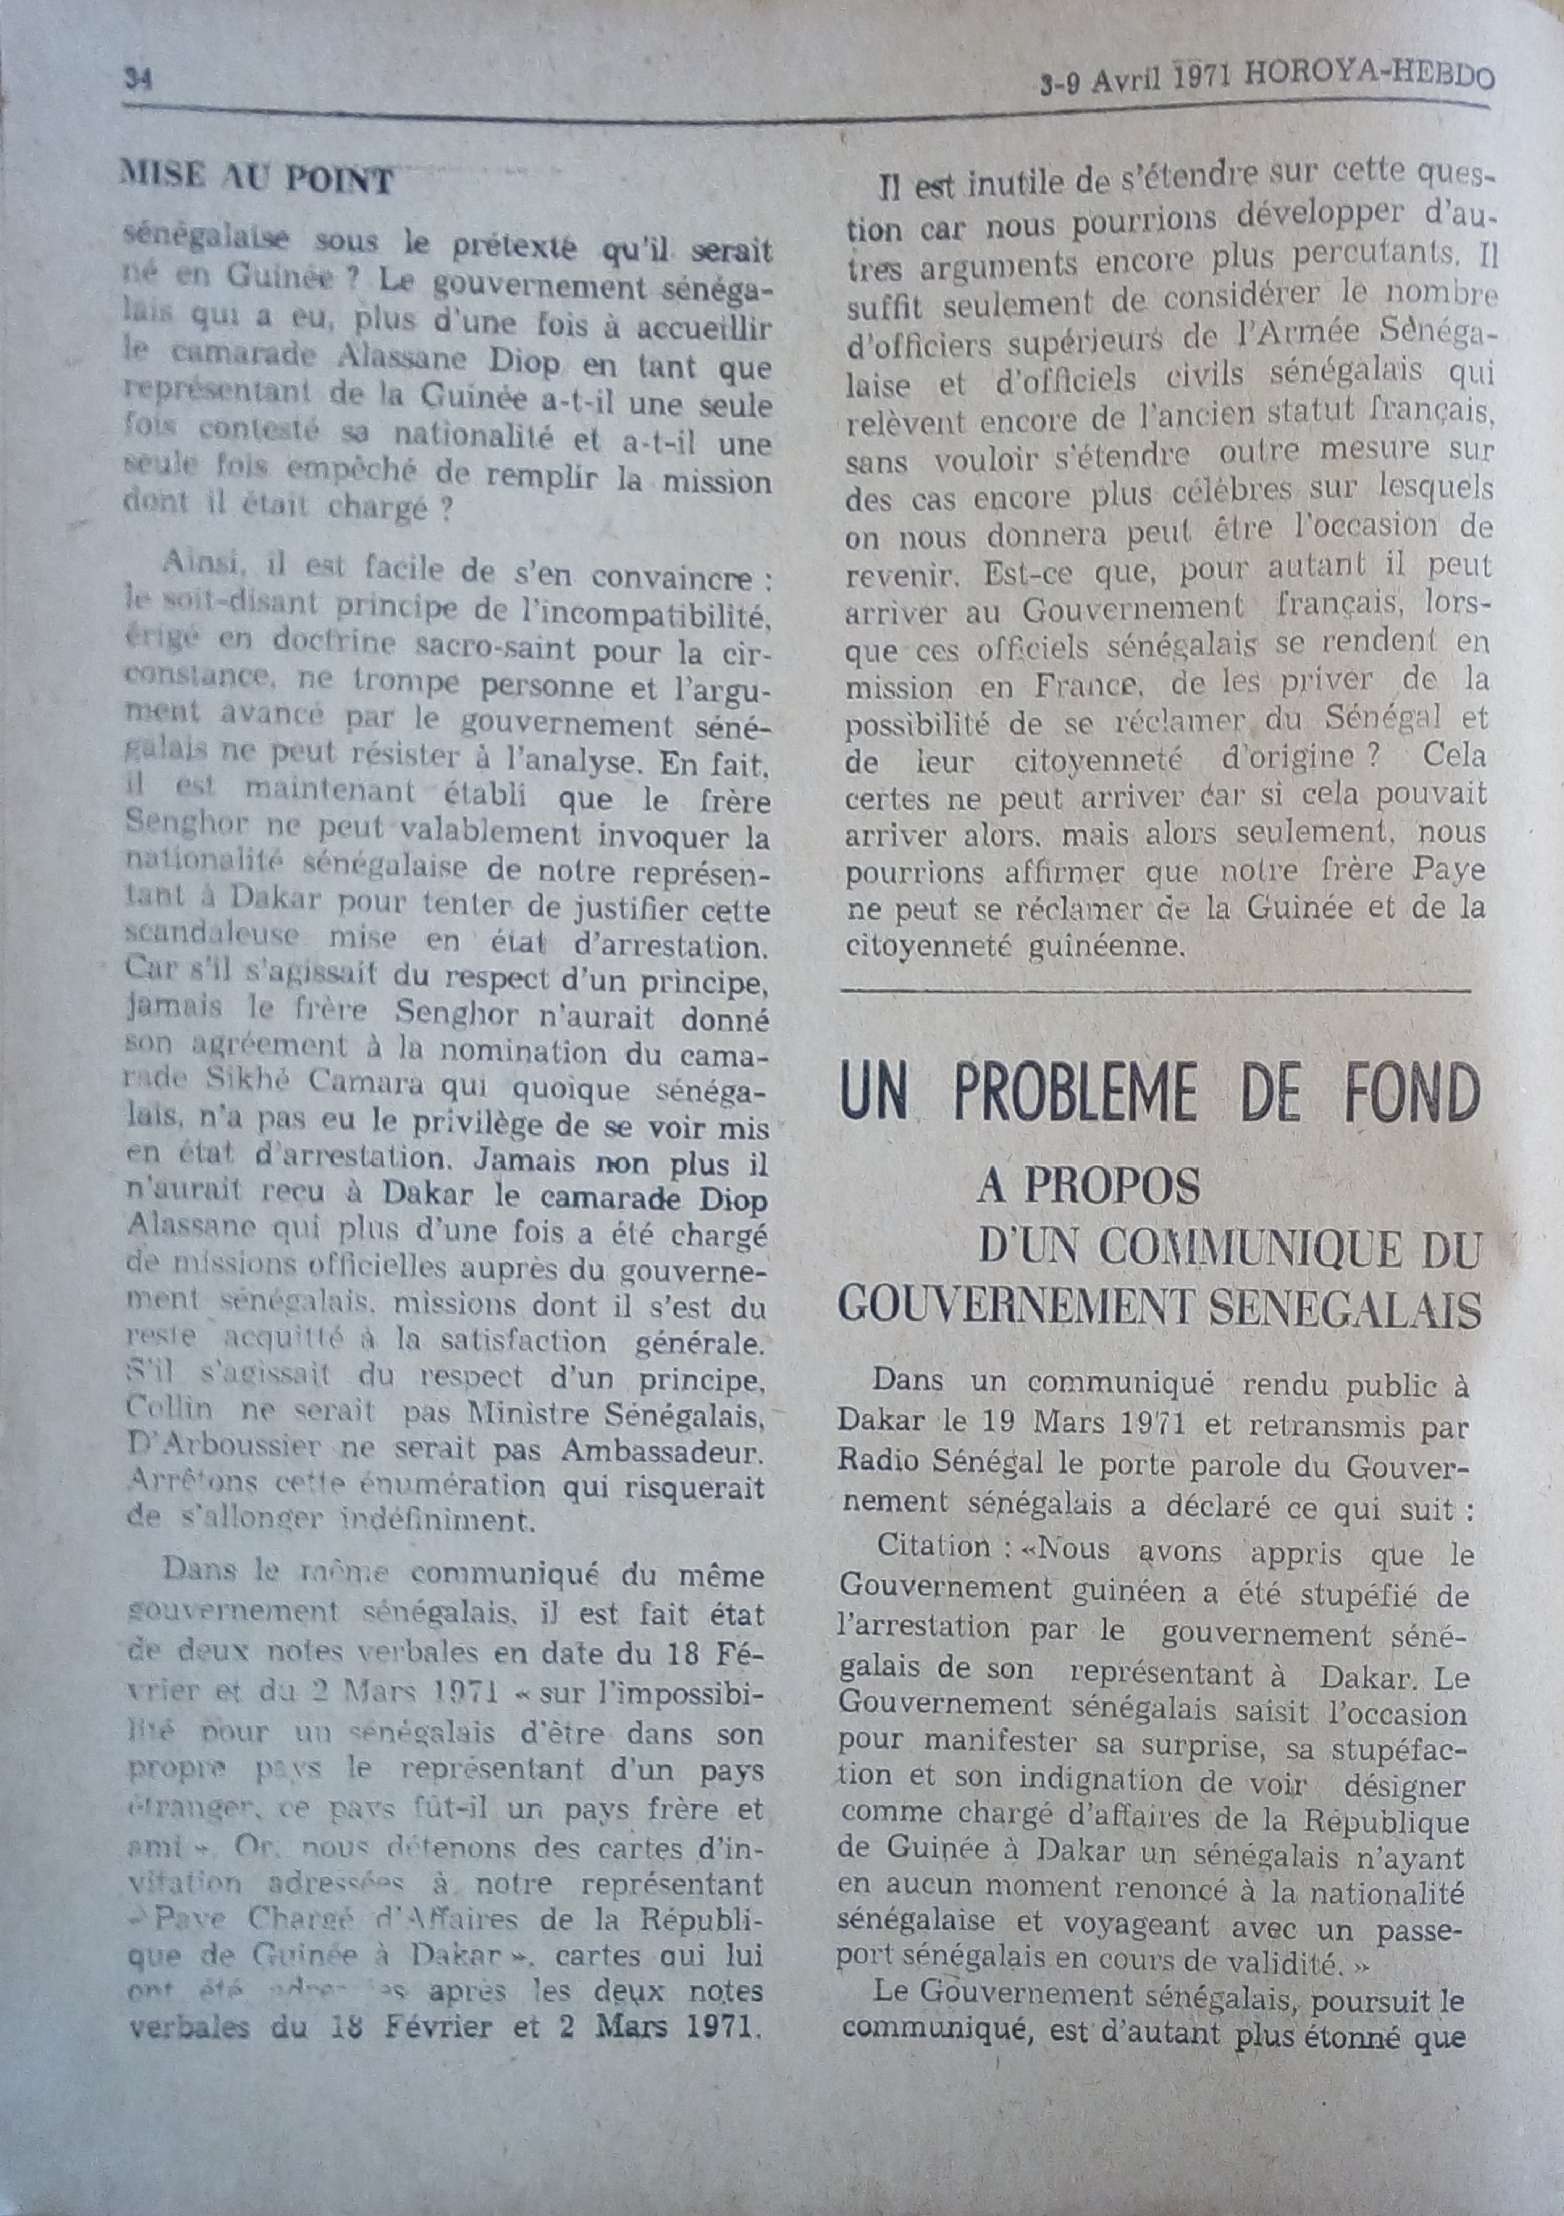 34
3-9 Avril 1971 HOROYA-HEBDO
MISE AU POINT
sénégalaise sous le prétexte qu'il serait
né en Guinée ? Le gouvernement sénéga-
lais qui a eu, plus d'une fois à accueillir
le camarade Alassane Diop en tant que
représentant de la Guinée a-t-il une seule
fois contesté sa nationalité et a-t-il une
seule fois empêché de remplir la mission
dont il était chargé ?
Ainsi, il est facile de s'en convaincre :
le soit-disant principe de l'incompatibilité,
érigé en doctrine sacro-saint pour la cir-
constance, ne trompe personne et l'argu-
ment avancé par le gouvernement séné-
galais ne peut résister à l'analyse. En fait,
il est maintenant établi que le frère
Senghor ne peut valablement invoquer la
nationalité sénégalaise de notre représen-
tant à Dakar pour tenter de justifier cette
scandaleuse mise en état d'arrestation.
Car s'il s'agissait du respect d'un principe,
jamais le frère Senghor n'aurait donné
son agréement à la nomination du cama-
rade Sikhé Camara qui quoique sénéga-
lais, n'a pas eu le privilège de se voir mis
en état d'arrestation. Jamais non plus il
n'aurait reçu à Dakar le camarade Diop
Alassane qui plus d'une fois a été chargé
de missions officielles auprès du gouverne-
ment sénégalais, missions dont il s'est du
reste acquitté à la satisfaction générale.
S'il s'agissait du respect d'un principe,
Collin ne serait pas Ministre Sénégalais,
D'Arboussier ne serait pas Ambassadeur.
Arrêtons cette énumération qui risquerait
de s'allonger indéfiniment.
Dans le même communiqué du même
gouvernement sénégalais, il est fait état
de deux notes verbales en date du 18 Fé-
vrier et du 2 Mars 1971 « sur l'impossibi-
lité pour un sénégalais d'être dans son
propre pays le représentant d'un pays
étranger, ce pays fût-il un pays frère et
ami ». Or, nous détenons des cartes d'in-
vitation adressées à notre représentant
« Paye Chargé d'Affaires de la Républi-
que de Guinée à Dakar », cartes qui lui
ont été adressées après les deux notes
verbales du 18 Février et 2 Mars 1971.
Il est inutile de s'étendre sur cette ques-
tion car nous pourrions développer d'au-
tres arguments encore plus percutants. Il
suffit seulement de considérer le nombre
d'officiers supérieurs de l'Armée Sènéga-
laise et d'officiels civils sénégalais qui
relèvent encore de l'ancien statut français,
sans vouloir s'étendre outre mesure sur
des cas encore plus célèbres sur lesquels
on nous donnera peut être l'occasion de
revenir. Est-ce que, pour autant il peut
arriver au Gouvernement français, lors-
que ces officiels sénégalais se rendent en
mission en France, de les priver de la
possibilité de se réclamer du Sénégal et
de leur citoyenneté d'origine ? Cela
certes ne peut arriver car si cela pouvait
arriver alors, mais alors seulement, nous
pourrions affirmer que notre frère Paye
ne peut se réclamer de la Guinée et de la
citoyenneté guinéenne.
UN PROBLEME DE FOND
A PROPOS
D'UN COMMUNIQUE DU
GOUVERNEMENT SENEGALAIS
Dans un communiqué rendu public à
Dakar le 19 Mars 1971 et retransmis par
Radio Sénégal le porte parole du Gouver-
nement sénégalais a déclaré ce qui suit :
Citation : «Nous avons appris que le
Gouvernement guinéen a été stupéfié de
l'arrestation par le gouvernement séné-
galais de son représentant à Dakar. Le
Gouvernement sénégalais saisit l'occasion
pour manifester sa surprise, sa stupéfac-
tion et son indignation de voir désigner
comme chargé d'affaires de la République
de Guinée à Dakar un sénégalais n'ayant
en aucun moment renoncé à la nationalité
sénégalaise et voyageant avec un passe-
port sénégalais en cours de validité. »
Le Gouvernement sénégalais, poursuit le
communiqué, est d'autant plus étonné que